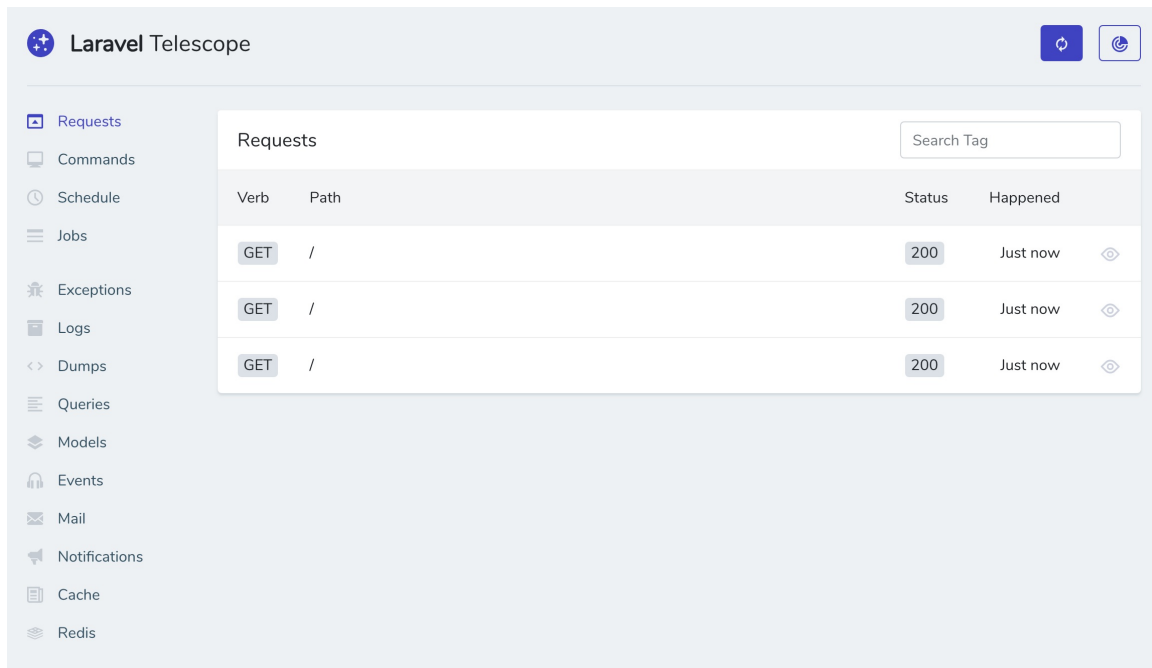 Laravel Telescope
Requests
Commands
Schedule
Jobs
Exceptions
Logs
Dumps
Queries
Models
Events
Mail
Notifications
Cache
Redis
Requests
Search Tag
Verb Path Status Happened
GET / 200 Just now
GET / 200 Just now
GET / 200 Just now